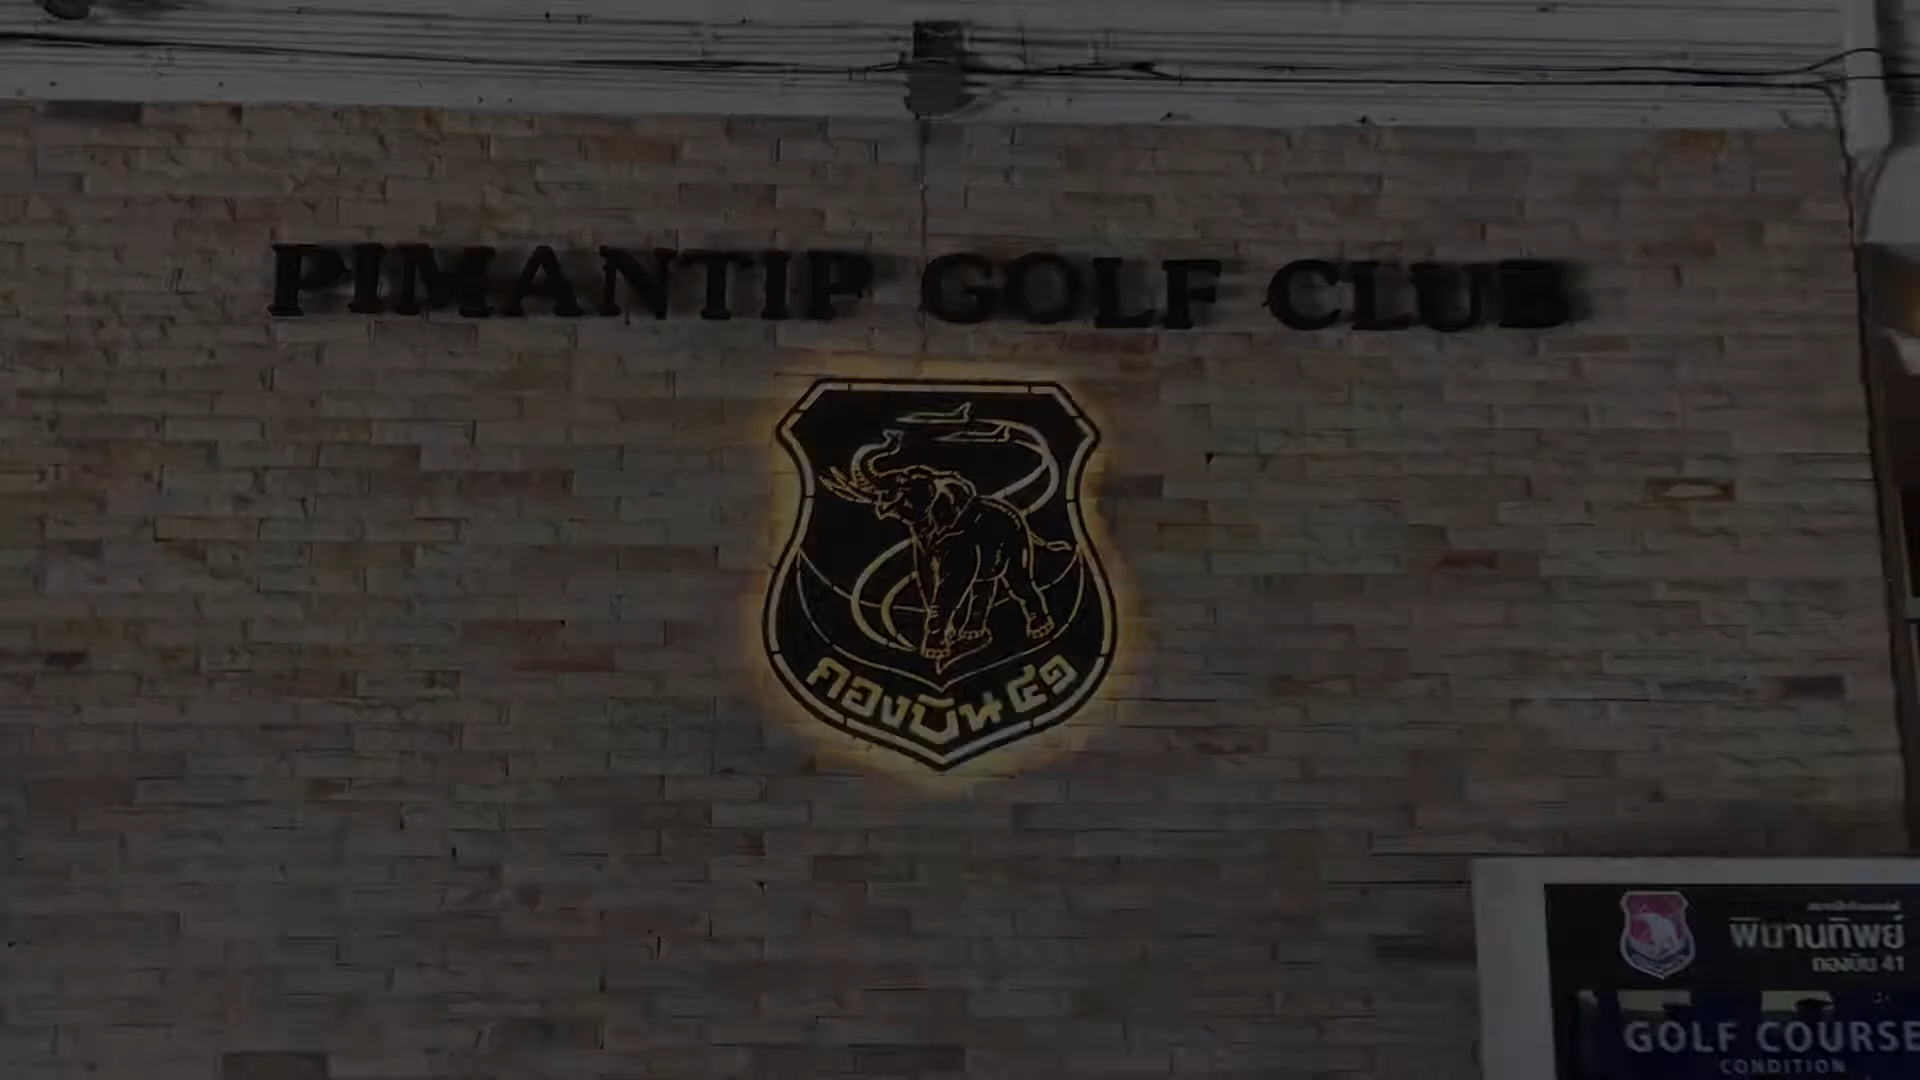 PIMANTIP GOLF CLUB
กองบิน๔๑
พิมานทิพย์
กองบิน 41
GOLF COURSE
CONDITION